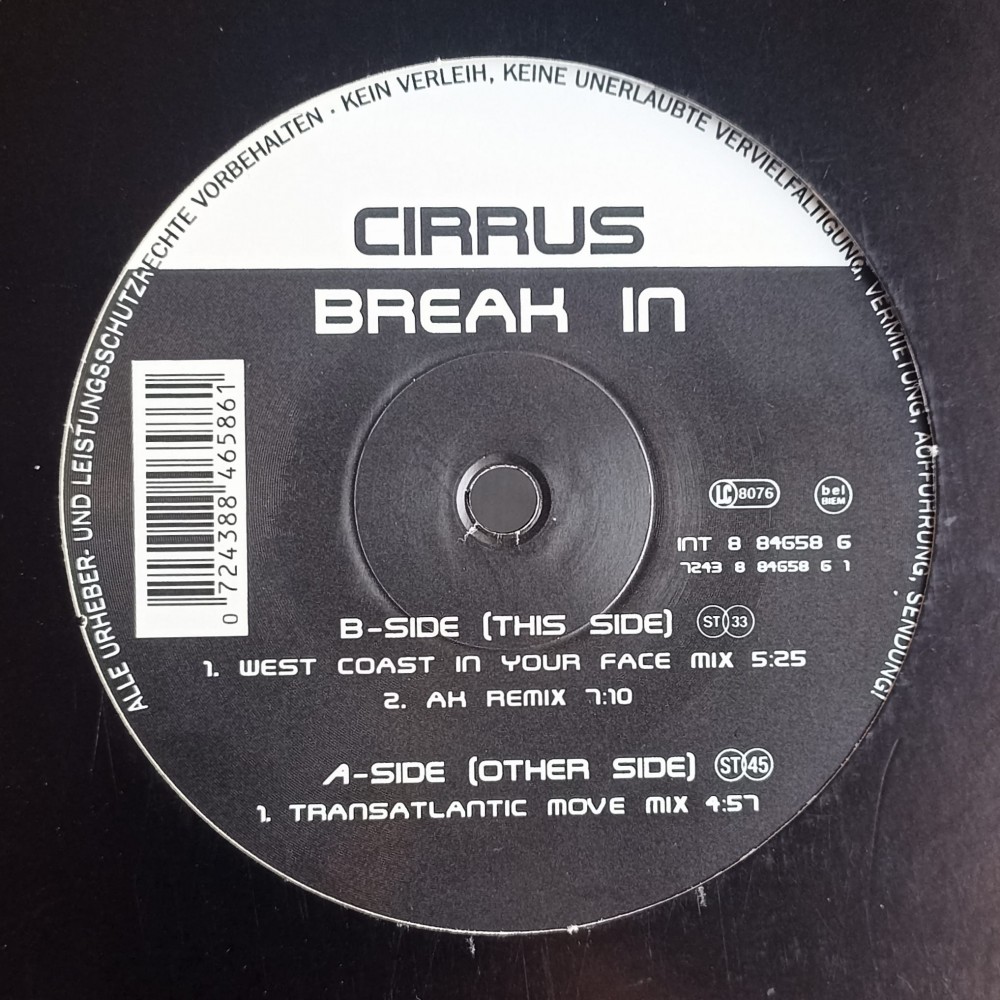 ALLE URHEBER- UND LEISTUNGSSCHUTZRECHTE VORBEHALTEN · KEIN VERLEIH, KEINE UNERLAUBTE VERVIELFÄLTIGUNG, VERMIETUNG, AUFFÜHRUNG, SENDUNG!
CIRRUS
BREAK IN
0 724388 465861
LC 8076
bel
BIEM
INT 8 84658 6
7243 8 84658 6 1
B-SIDE (THIS SIDE) ST 33
1. WEST COAST IN YOUR FACE MIX 5:25
2. AK REMIX 7:10
A-SIDE (OTHER SIDE) ST 45
1. TRANSATLANTIC MOVE MIX 4:57